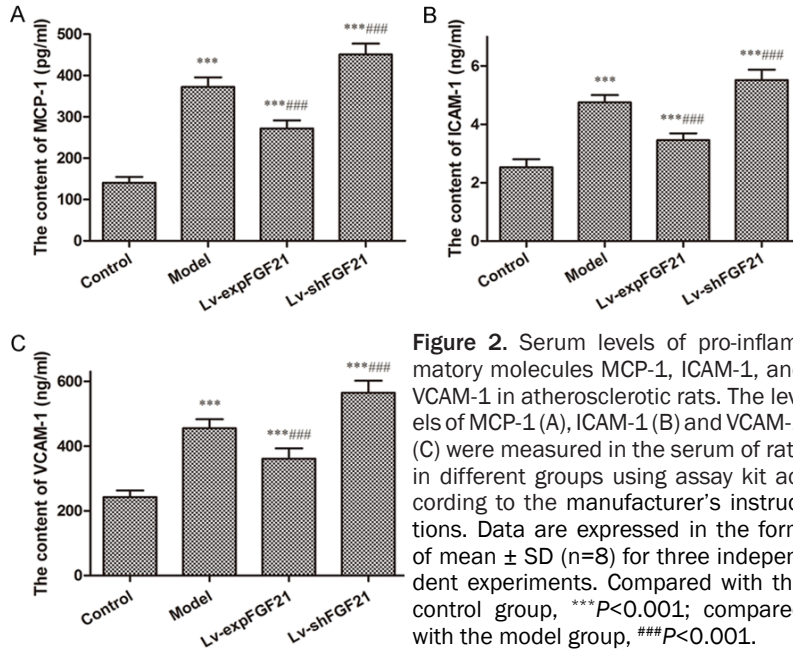 A
The content of MCP-1 (pg/ml)
500
400
300
200
100
0
***
***###
***###
Control
Model
Lv-expFGF21
Lv-shFGF21
B
The content of ICAM-1 (ng/ml)
6
4
2
0
***
***###
***###
Control
Model
Lv-expFGF21
Lv-shFGF21
C
The content of VCAM-1 (ng/ml)
600
400
200
0
***
***###
***###
Control
Model
Lv-expFGF21
Lv-shFGF21
Figure 2. Serum levels of pro-inflam
matory molecules MCP-1, ICAM-1, and
VCAM-1 in atherosclerotic rats. The lev
els of MCP-1 (A), ICAM-1 (B) and VCAM-
(C) were measured in the serum of rat
in different groups using assay kit ac
cording to the manufacturer's instruc
tions. Data are expressed in the form
of mean ± SD (n=8) for three indepen
dent experiments. Compared with th
control group, ***P<0.001; compared
with the model group, ###P<0.001.